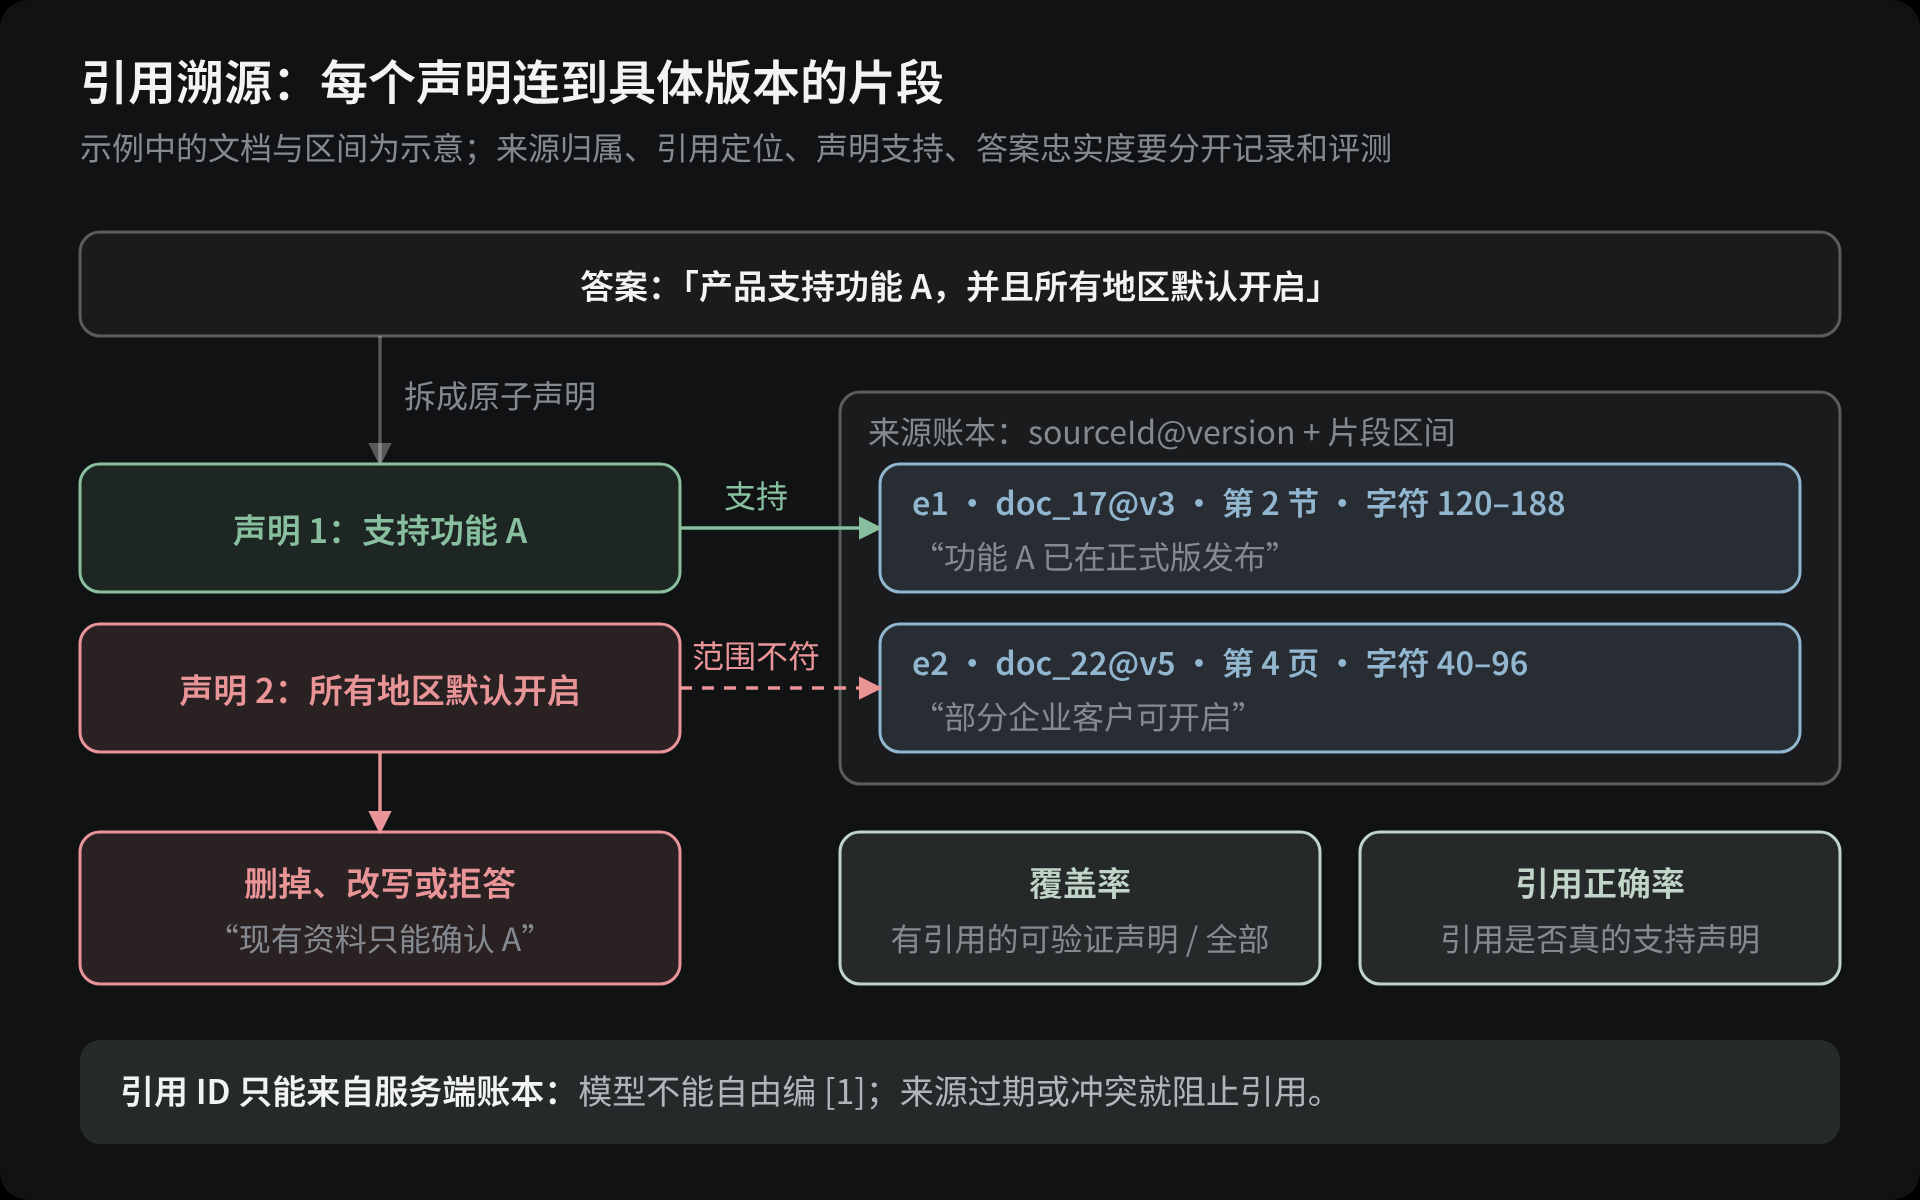 引用溯源：每个声明连到具体版本的片段
示例中的文档与区间为示意；来源归属、引用定位、声明支持、答案忠实度要分开记录和评测
答案：「产品支持功能 A，并且所有地区默认开启」
拆成原子声明
来源账本：sourceId@version + 片段区间
声明 1：支持功能 A
支持
e1 · doc_17@v3 · 第 2 节 · 字符 120–188
“功能 A 已在正式版发布”
声明 2：所有地区默认开启
范围不符
e2 · doc_22@v5 · 第 4 页 · 字符 40–96
“部分企业客户可开启”
删掉、改写或拒答
“现有资料只能确认 A”
覆盖率
有引用的可验证声明 / 全部
引用正确率
引用是否真的支持声明
引用 ID 只能来自服务端账本：模型不能自由编 [1]；来源过期或冲突就阻止引用。